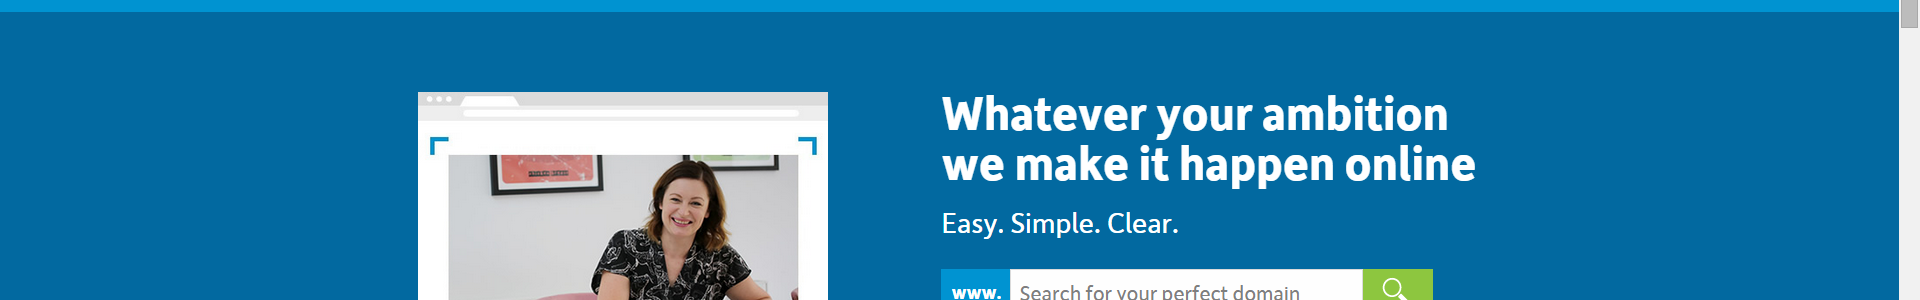 Whatever your ambition
we make it happen online
Easy. Simple. Clear.
www. Search for your perfect domain